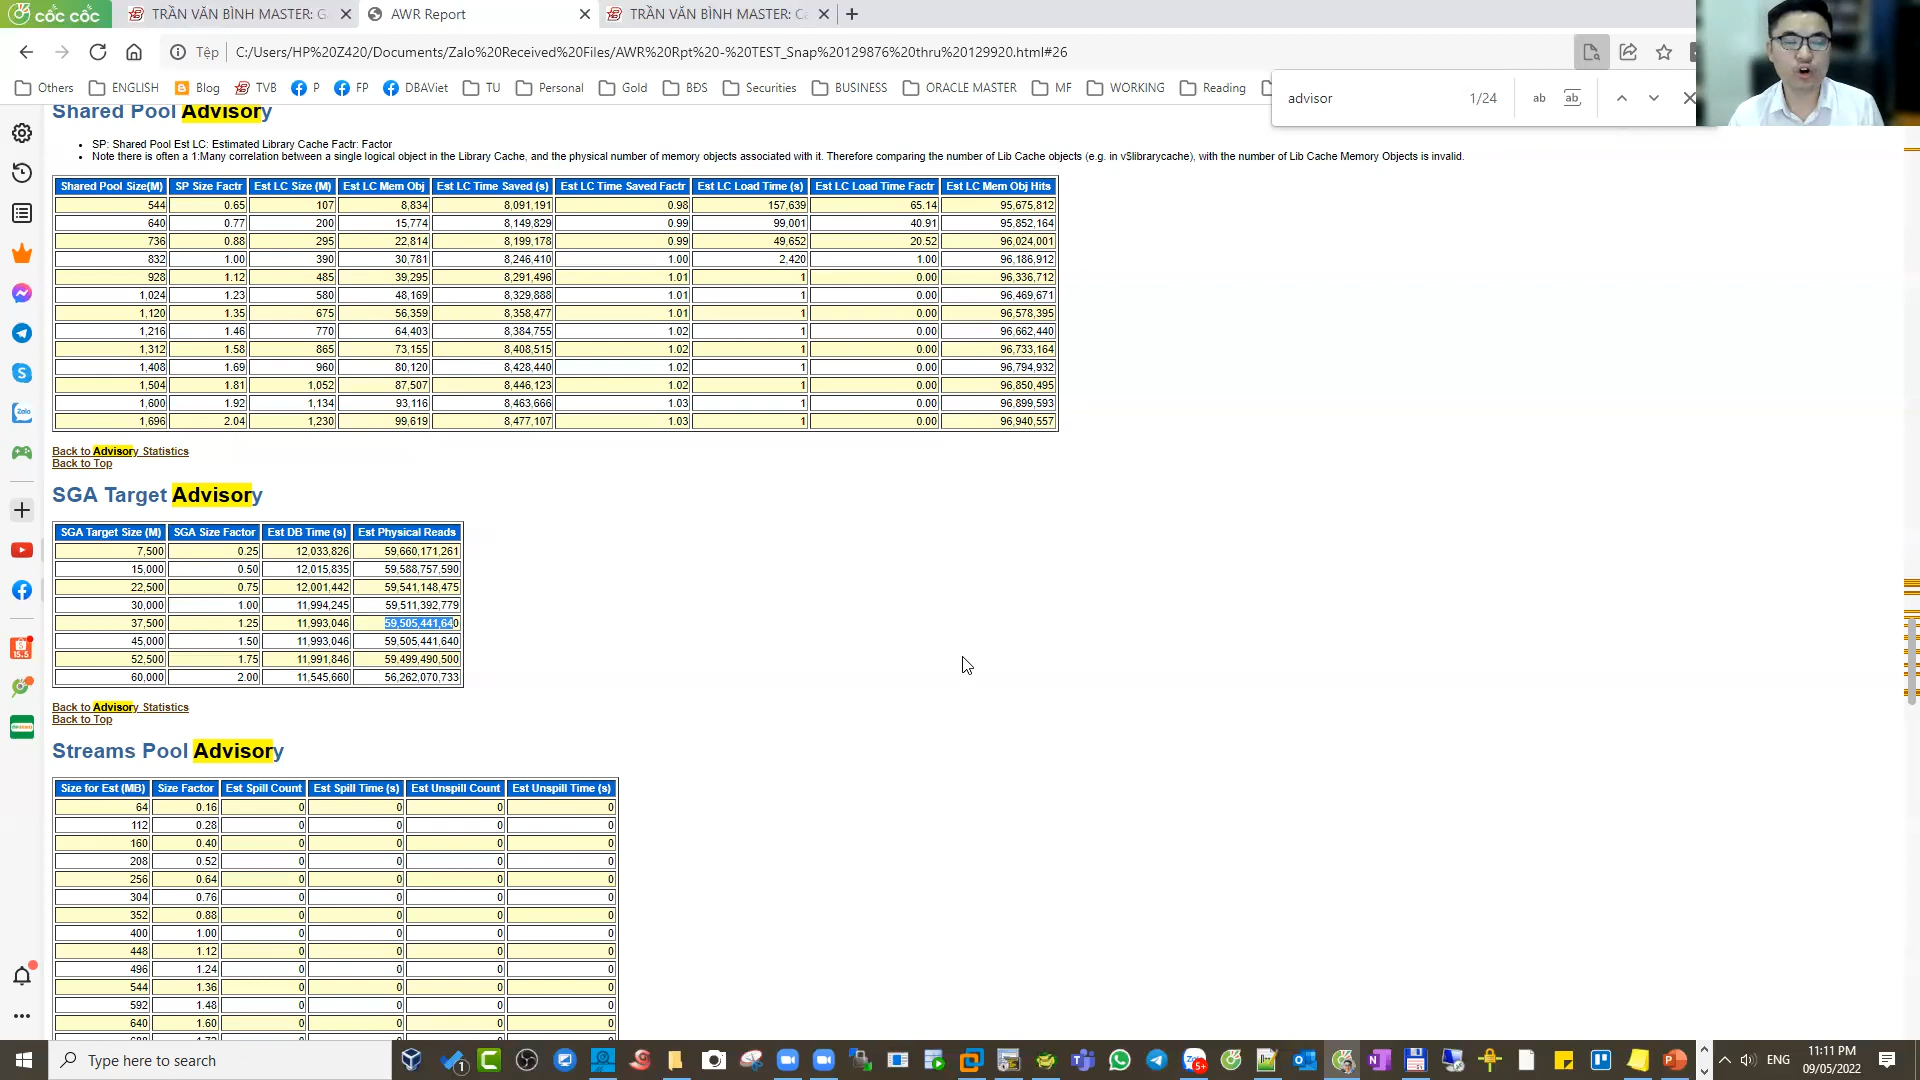 cốc cốc
TRẦN VĂN BÌNH MASTER: G
AWR Report
TRẦN VĂN BÌNH MASTER: C
Tệp
C:/Users/HP%20Z420/Documents/Zalo%20Received%20Files/AWR%20Rpt%20-%20TEST_Snap%20129876%20thru%20129920.html#26
Others ENGLISH Blog TVB P FP DBAViet TU Personal Gold BĐS Securities BUSINESS ORACLE MASTER MF WORKING Reading
advisor 1/24
Shared Pool Advisory
SP: Shared Pool Est LC: Estimated Library Cache Factr: Factor
Note there is often a 1:Many correlation between a single logical object in the Library Cache, and the physical number of memory objects associated with it. Therefore comparing the number of Lib Cache objects (e.g. in v$librarycache), with the number of Lib Cache Memory Objects is invalid.
Shared Pool Size(M) SP Size Factr Est LC Size (M) Est LC Mem Obj Est LC Time Saved (s) Est LC Time Saved Factr Est LC Load Time (s) Est LC Load Time Factr Est LC Mem Obj Hits
544 0.65 107 8,834 8,091,191 0.98 157,639 65.14 95,675,812
640 0.77 200 15,774 8,149,829 0.99 99,001 40.91 95,852,164
736 0.88 295 22,814 8,199,178 0.99 49,652 20.52 96,024,001
832 1.00 390 30,781 8,246,410 1.00 2,420 1.00 96,186,912
928 1.12 485 39,295 8,291,496 1.01 1 0.00 96,336,712
1,024 1.23 580 48,169 8,329,888 1.01 1 0.00 96,469,671
1,120 1.35 675 56,359 8,358,477 1.01 1 0.00 96,578,395
1,216 1.46 770 64,403 8,384,755 1.02 1 0.00 96,662,440
1,312 1.58 865 73,155 8,408,515 1.02 1 0.00 96,733,164
1,408 1.69 960 80,120 8,428,440 1.02 1 0.00 96,794,932
1,504 1.81 1,052 87,507 8,446,123 1.02 1 0.00 96,850,495
1,600 1.92 1,134 93,116 8,463,666 1.03 1 0.00 96,899,593
1,696 2.04 1,230 99,619 8,477,107 1.03 1 0.00 96,940,557
Back to Advisory Statistics
Back to Top
SGA Target Advisory
SGA Target Size (M) SGA Size Factor Est DB Time (s) Est Physical Reads
7,500 0.25 12,033,826 59,660,171,261
15,000 0.50 12,015,835 59,588,757,590
22,500 0.75 12,001,442 59,541,148,475
30,000 1.00 11,994,245 59,511,392,779
37,500 1.25 11,993,046 59,505,441,640
45,000 1.50 11,993,046 59,505,441,640
52,500 1.75 11,991,846 59,499,490,500
60,000 2.00 11,545,660 56,262,070,733
Back to Advisory Statistics
Back to Top
Streams Pool Advisory
Size for Est (MB) Size Factor Est Spill Count Est Spill Time (s) Est Unspill Count Est Unspill Time (s)
64 0.16 0 0 0 0
112 0.28 0 0 0 0
160 0.40 0 0 0 0
208 0.52 0 0 0 0
256 0.64 0 0 0 0
304 0.76 0 0 0 0
352 0.88 0 0 0 0
400 1.00 0 0 0 0
448 1.12 0 0 0 0
496 1.24 0 0 0 0
544 1.36 0 0 0 0
592 1.48 0 0 0 0
640 1.60 0 0 0 0
Type here to search
ENG
11:11 PM
09/05/2022